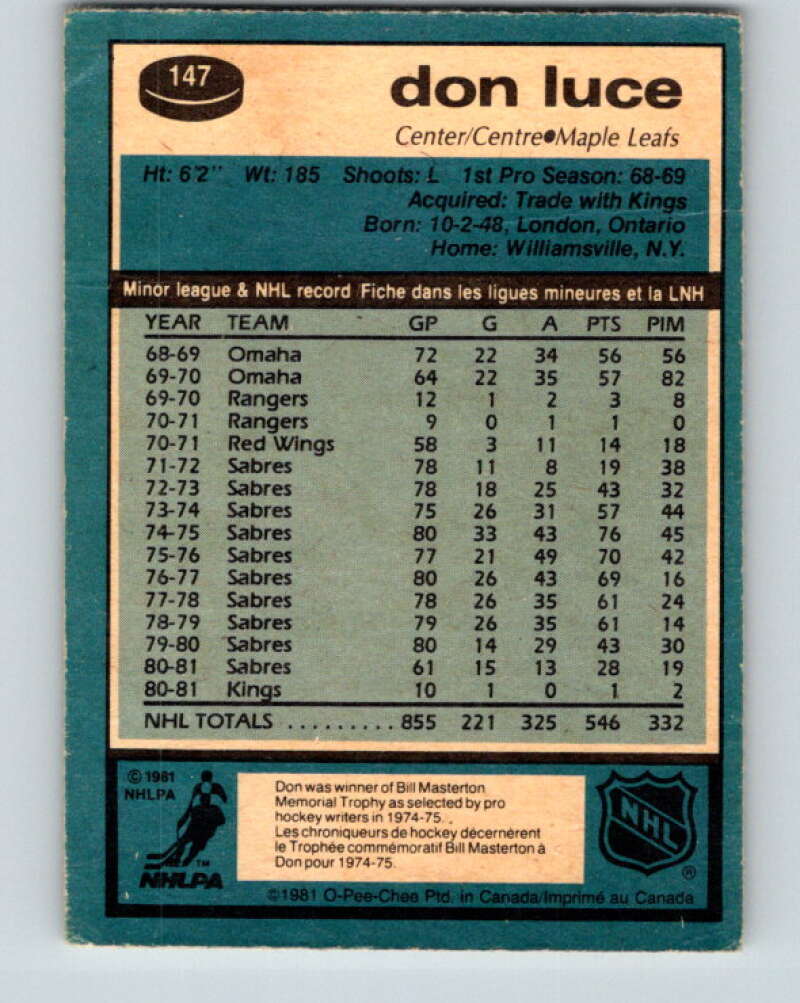 147
don luce
Center/Centre●Maple Leafs
Ht: 6'2" Wt: 185 Shoots: L 1st Pro Season: 68-69
Acquired: Trade with Kings
Born: 10-2-48, London, Ontario
Home: Williamsville, N.Y.
Minor league & NHL record Fiche dans les ligues mineures et la LNH
YEAR TEAM GP G A PTS PIM
68-69 Omaha 72 22 34 56 56
69-70 Omaha 64 22 35 57 82
69-70 Rangers 12 1 2 3 8
70-71 Rangers 9 0 1 1 0
70-71 Red Wings 58 3 11 14 18
71-72 Sabres 78 11 8 19 38
72-73 Sabres 78 18 25 43 32
73-74 Sabres 75 26 31 57 44
74-75 Sabres 80 33 43 76 45
75-76 Sabres 77 21 49 70 42
76-77 Sabres 80 26 43 69 16
77-78 Sabres 78 26 35 61 24
78-79 Sabres 79 26 35 61 14
79-80 Sabres 80 14 29 43 30
80-81 Sabres 61 15 13 28 19
80-81 Kings 10 1 0 1 2
NHL TOTALS .......... 855 221 325 546 332
© 1981
NHLPA
TM
NHLPA
Don was winner of Bill Masterton
Memorial Trophy as selected by pro
hockey writers in 1974-75. .
Les chroniqueurs de hockey décernérent
le Trophée commémoratif Bill Masterton à
Don pour 1974-75.
NHL
®
©1981 O-Pee-Chee Ptd. in Canada/Imprimé au Canada